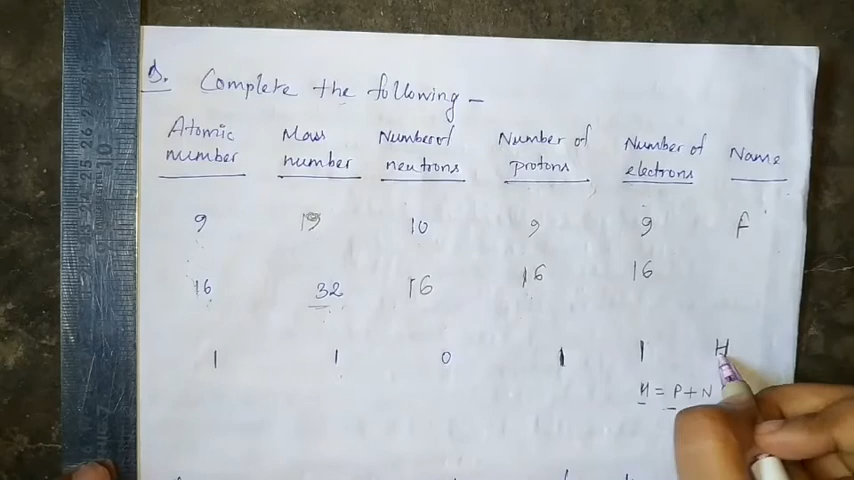 Q. Complete the following -
Atomic number Mass number Number of neutrons Number of protons Number of electrons Name
9 19 10 9 9 F
16 32 16 16 16
1 1 0 1 1 H
M = P + N